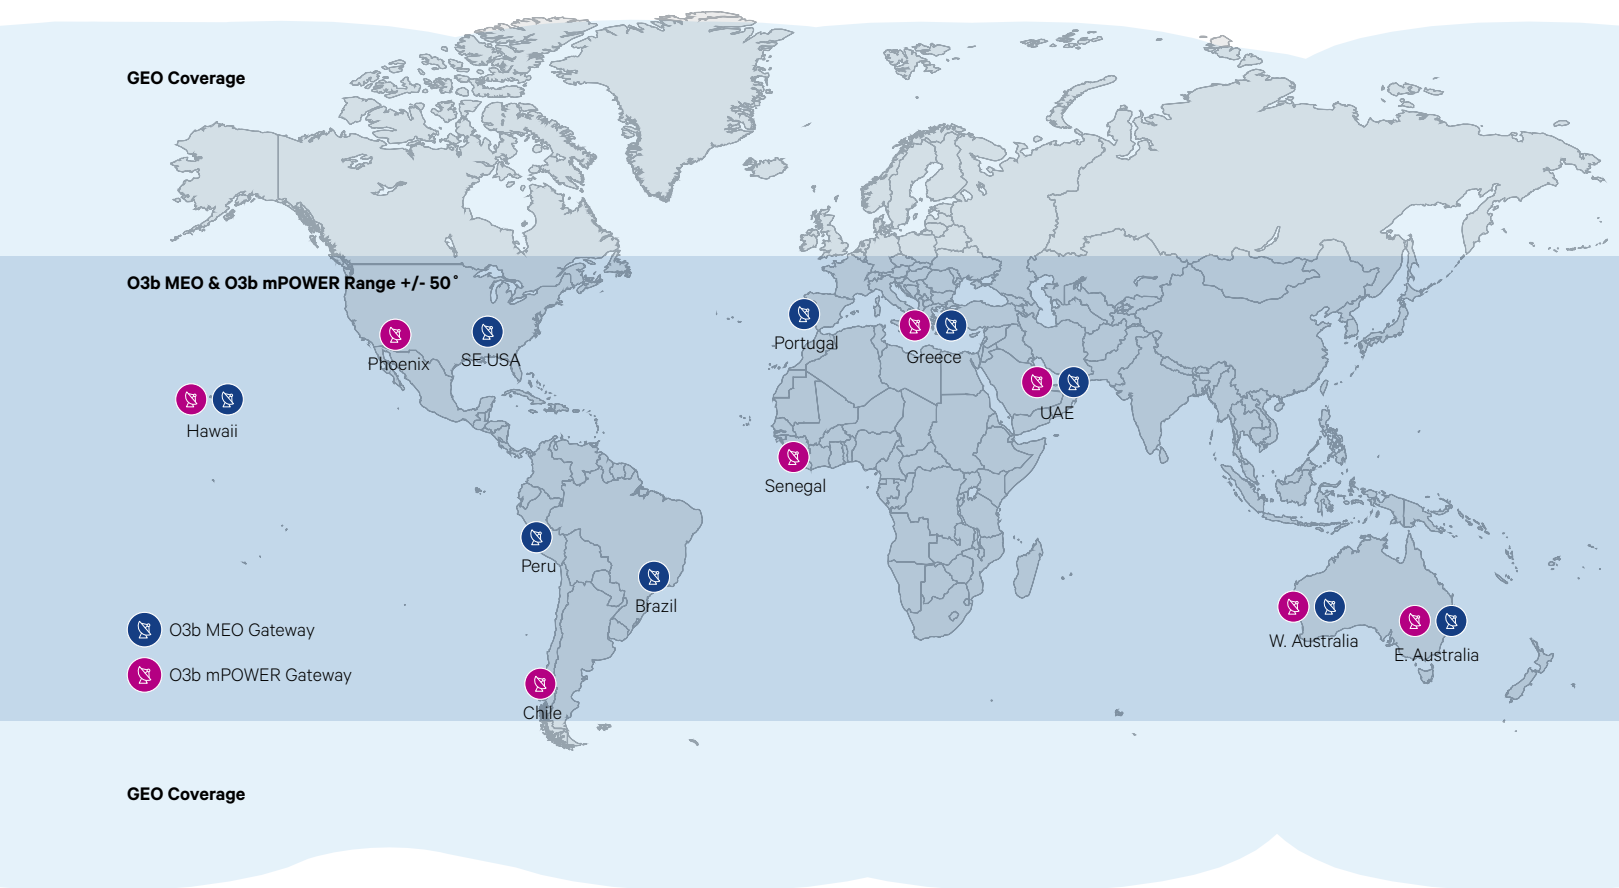 GEO Coverage
O3b MEO & O3b mPOWER Range +/- 50°
Portugal
Greece
Phoenix
SE USA
UAE
Hawaii
Senegal
Peru
Brazil
O3b MEO Gateway
W. Australia
E. Australia
O3b mPOWER Gateway
Chile
GEO Coverage